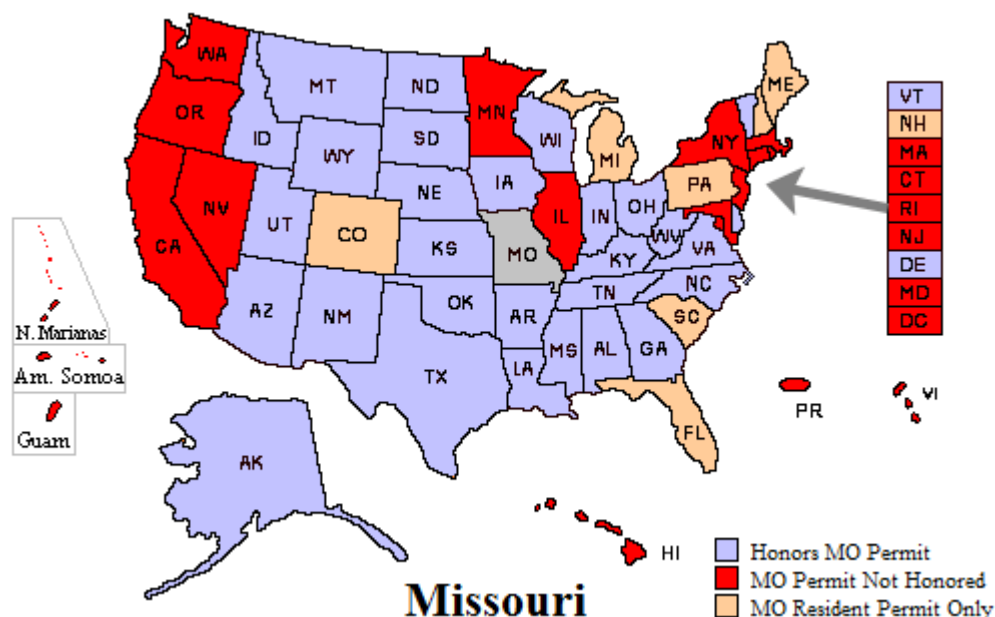 WA
MT
ND
MN
ME
OR
ID
WY
SD
WI
MI
NY
VT
NH
MA
CT
RI
NJ
DE
MD
DC
NV
UT
CO
NE
IA
IL
IN
OH
PA
CA
KS
MO
KY
WV
VA
AZ
NM
OK
AR
TN
NC
SC
TX
LA
MS
AL
GA
FL
N. Marianas
Am. Somoa
Guam
AK
HI
PR
VI
Honors MO Permit
MO Permit Not Honored
MO Resident Permit Only
Missouri